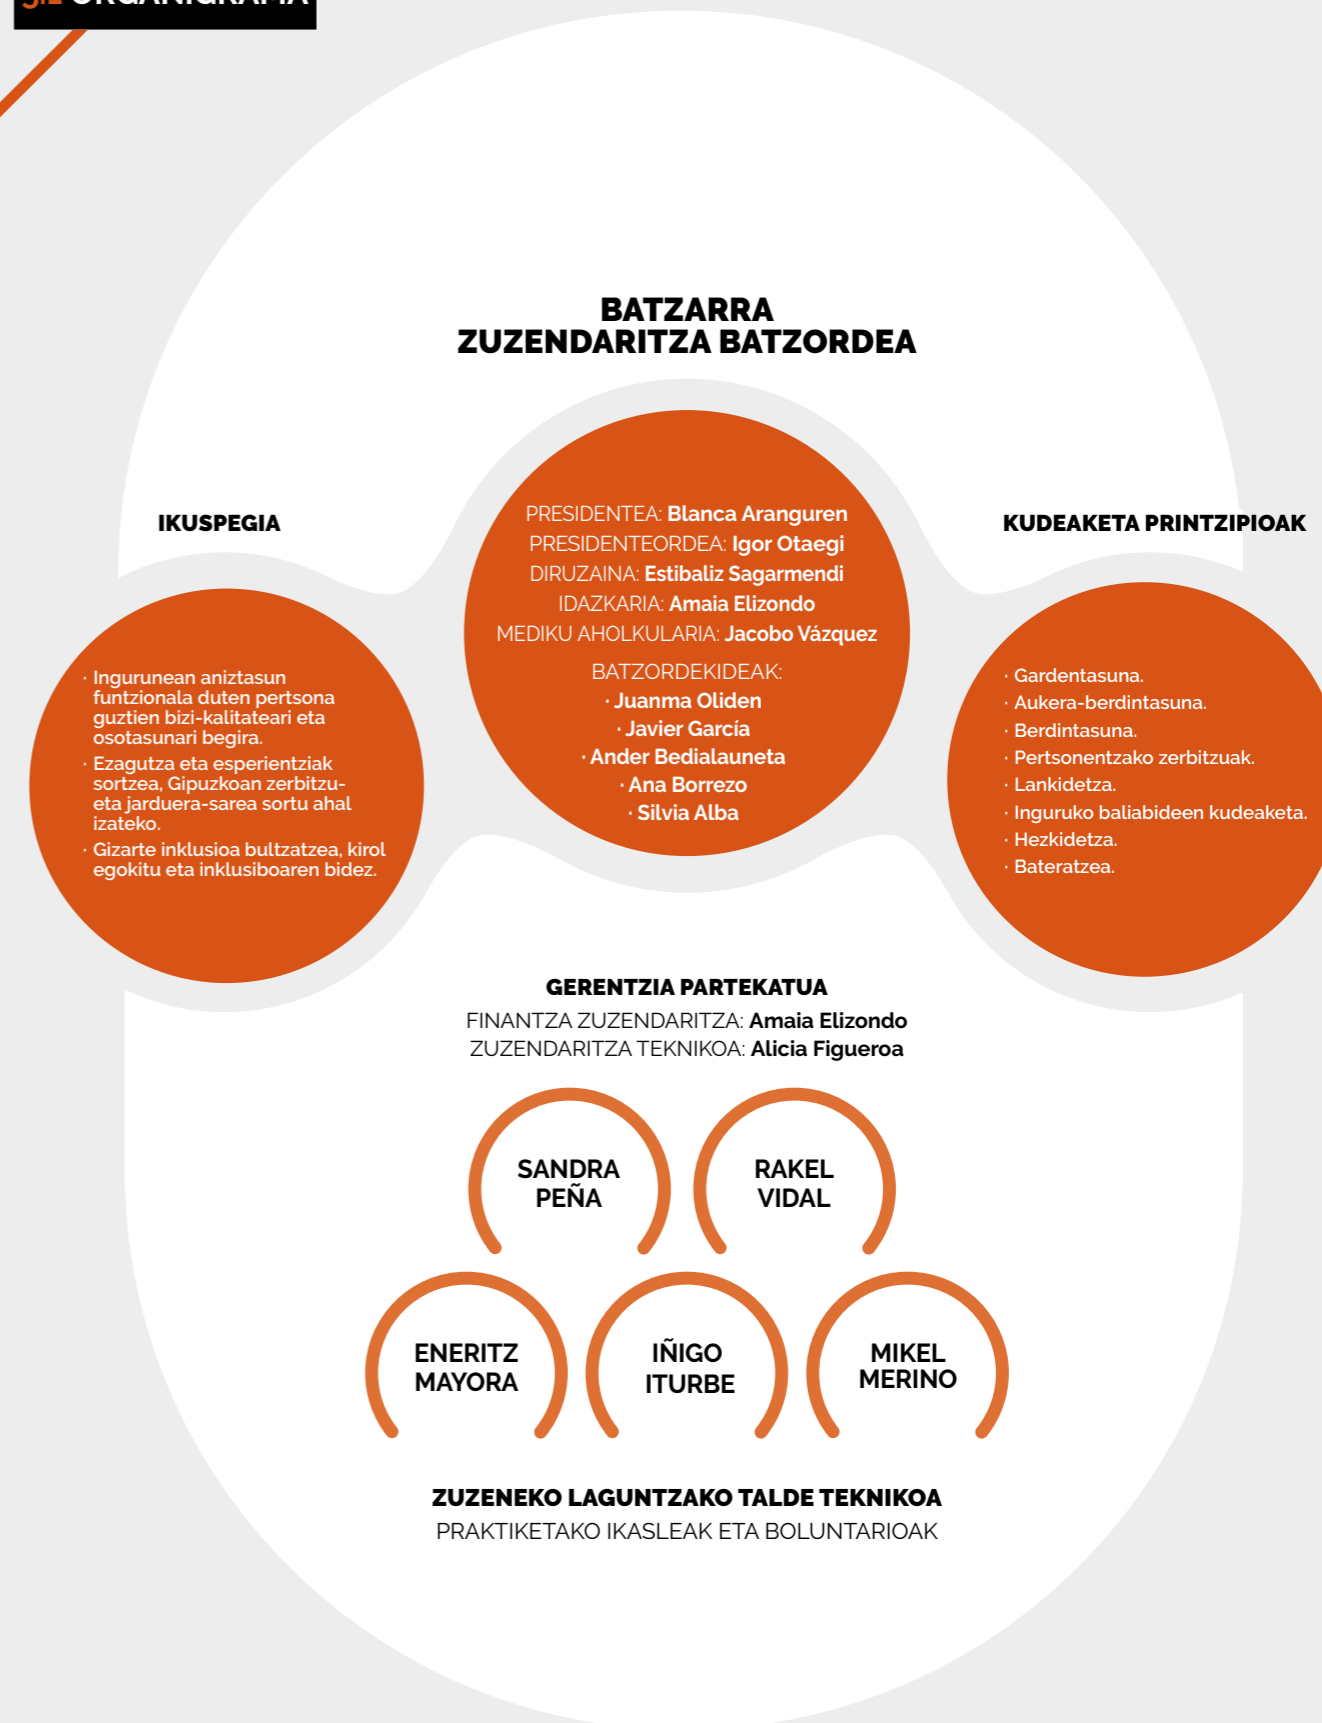 ORGANIGRAMA
BATZARRA
ZUZENDARITZA BATZORDEA
IKUSPEGIA
· Ingurunean aniztasun
funtzionala duten pertsona
guztien bizi-kalitateari eta
osotasunari begira.
· Ezagutza eta esperientziak
sortzea, Gipuzkoan zerbitzu-
eta jarduera-sarea sortu ahal
izateko.
· Gizarte inklusioa bultzatzea, kirol
egokitu eta inklusiboaren bidez.
PRESIDENTEA: Blanca Aranguren
PRESIDENTEORDEA: Igor Otaegi
DIRUZAINA: Estibaliz Sagarmendi
IDAZKARIA: Amaia Elizondo
MEDIKU AHOLKULARIA: Jacobo Vázquez
BATZORDEKIDEAK:
· Juanma Oliden
· Javier García
· Ander Bedialauneta
· Ana Borrezo
· Silvia Alba
KUDEAKETA PRINTZIPIOAK
· Gardentasuna.
· Aukera-berdintasuna.
· Berdintasuna.
· Pertsonentzako zerbitzuak.
· Lankidetza.
· Inguruko baliabideen kudeaketa.
· Hezkidetza.
· Bateratzea.
GERENTZIA PARTEKATUA
FINANTZA ZUZENDARITZA: Amaia Elizondo
ZUZENDARITZA TEKNIKOA: Alicia Figueroa
SANDRA
PEÑA
RAKEL
VIDAL
ENERITZ
MAYORA
IÑIGO
ITURBE
MIKEL
MERINO
ZUZENEKO LAGUNTZAKO TALDE TEKNIKOA
PRAKTIKETAKO IKASLEAK ETA BOLUNTARIOAK